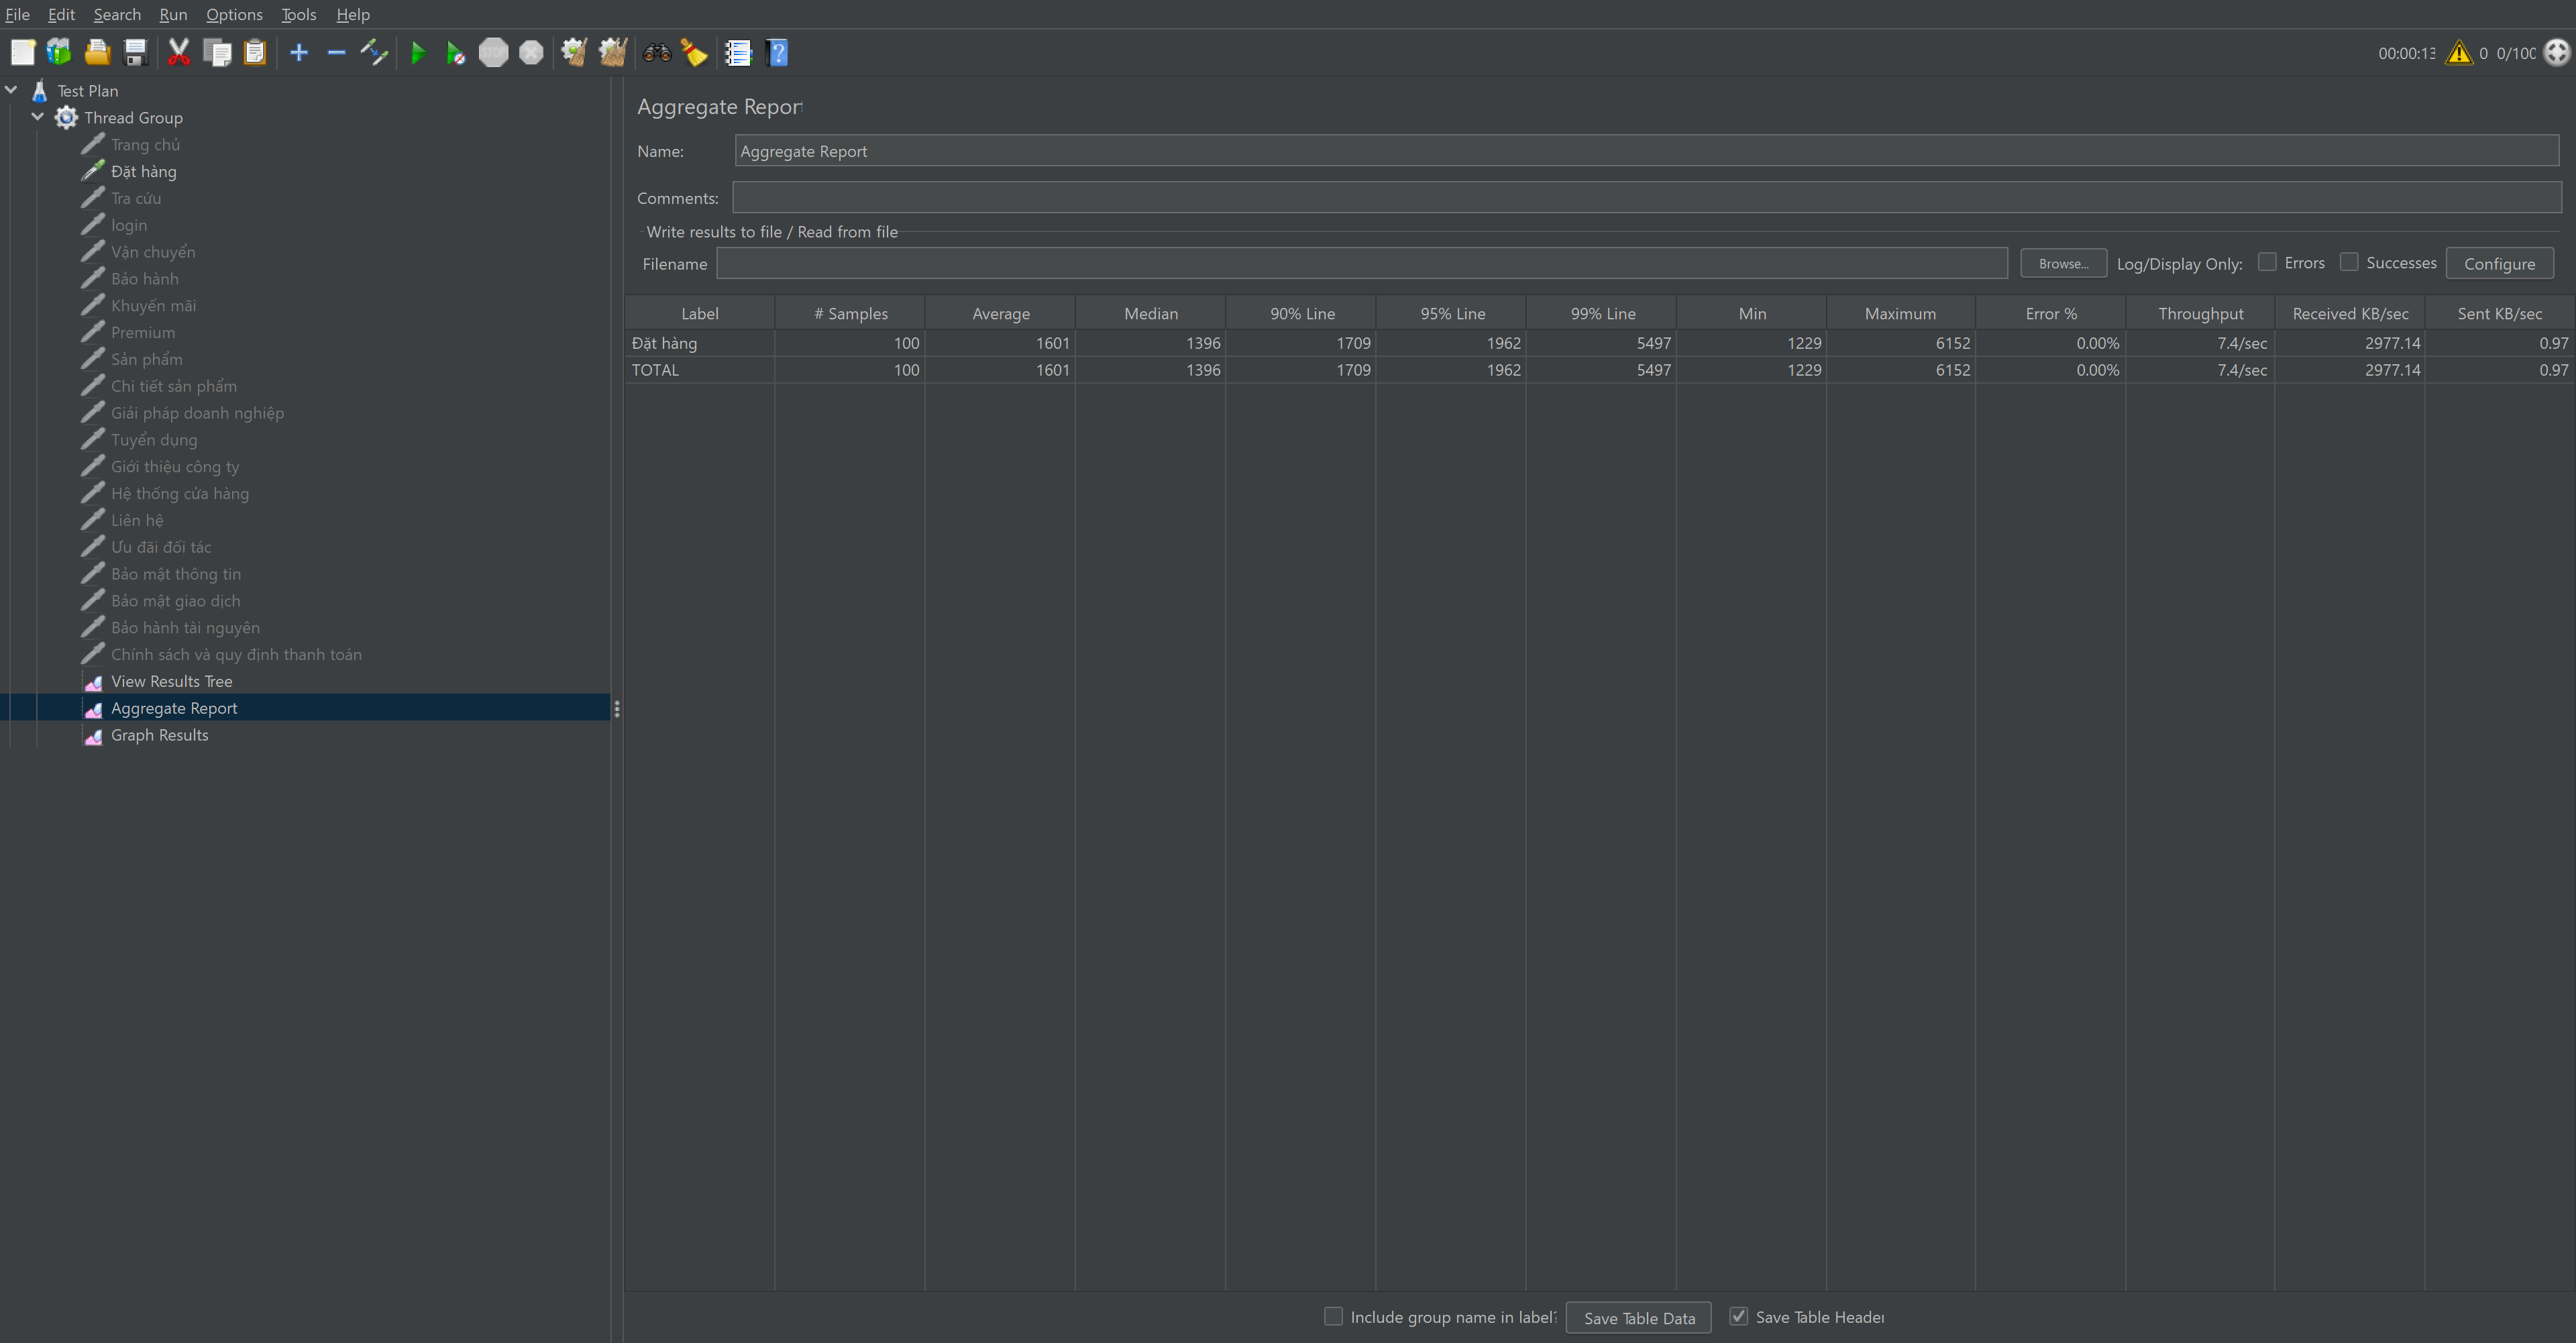 File Edit Search Run Options Tools Help
STOP
00:00:13 0 0/100
Test Plan
Thread Group
Trang chủ
Đặt hàng
Tra cứu
login
Vận chuyển
Bảo hành
Khuyến mãi
Premium
Sản phẩm
Chi tiết sản phẩm
Giải pháp doanh nghiệp
Tuyển dụng
Giới thiệu công ty
Hệ thống cửa hàng
Liên hệ
Ưu đãi đối tác
Bảo mật thông tin
Bảo mật giao dịch
Bảo hành tài nguyên
Chính sách và quy định thanh toán
View Results Tree
Aggregate Report
Graph Results
Aggregate Report
Name: Aggregate Report
Comments:
Write results to file / Read from file
Filename Browse... Log/Display Only: Errors Successes Configure
Label # Samples Average Median 90% Line 95% Line 99% Line Min Maximum Error % Throughput Received KB/sec Sent KB/sec
Đặt hàng 100 1601 1396 1709 1962 5497 1229 6152 0.00% 7.4/sec 2977.14 0.97
TOTAL 100 1601 1396 1709 1962 5497 1229 6152 0.00% 7.4/sec 2977.14 0.97
Include group name in label? Save Table Data Save Table Header